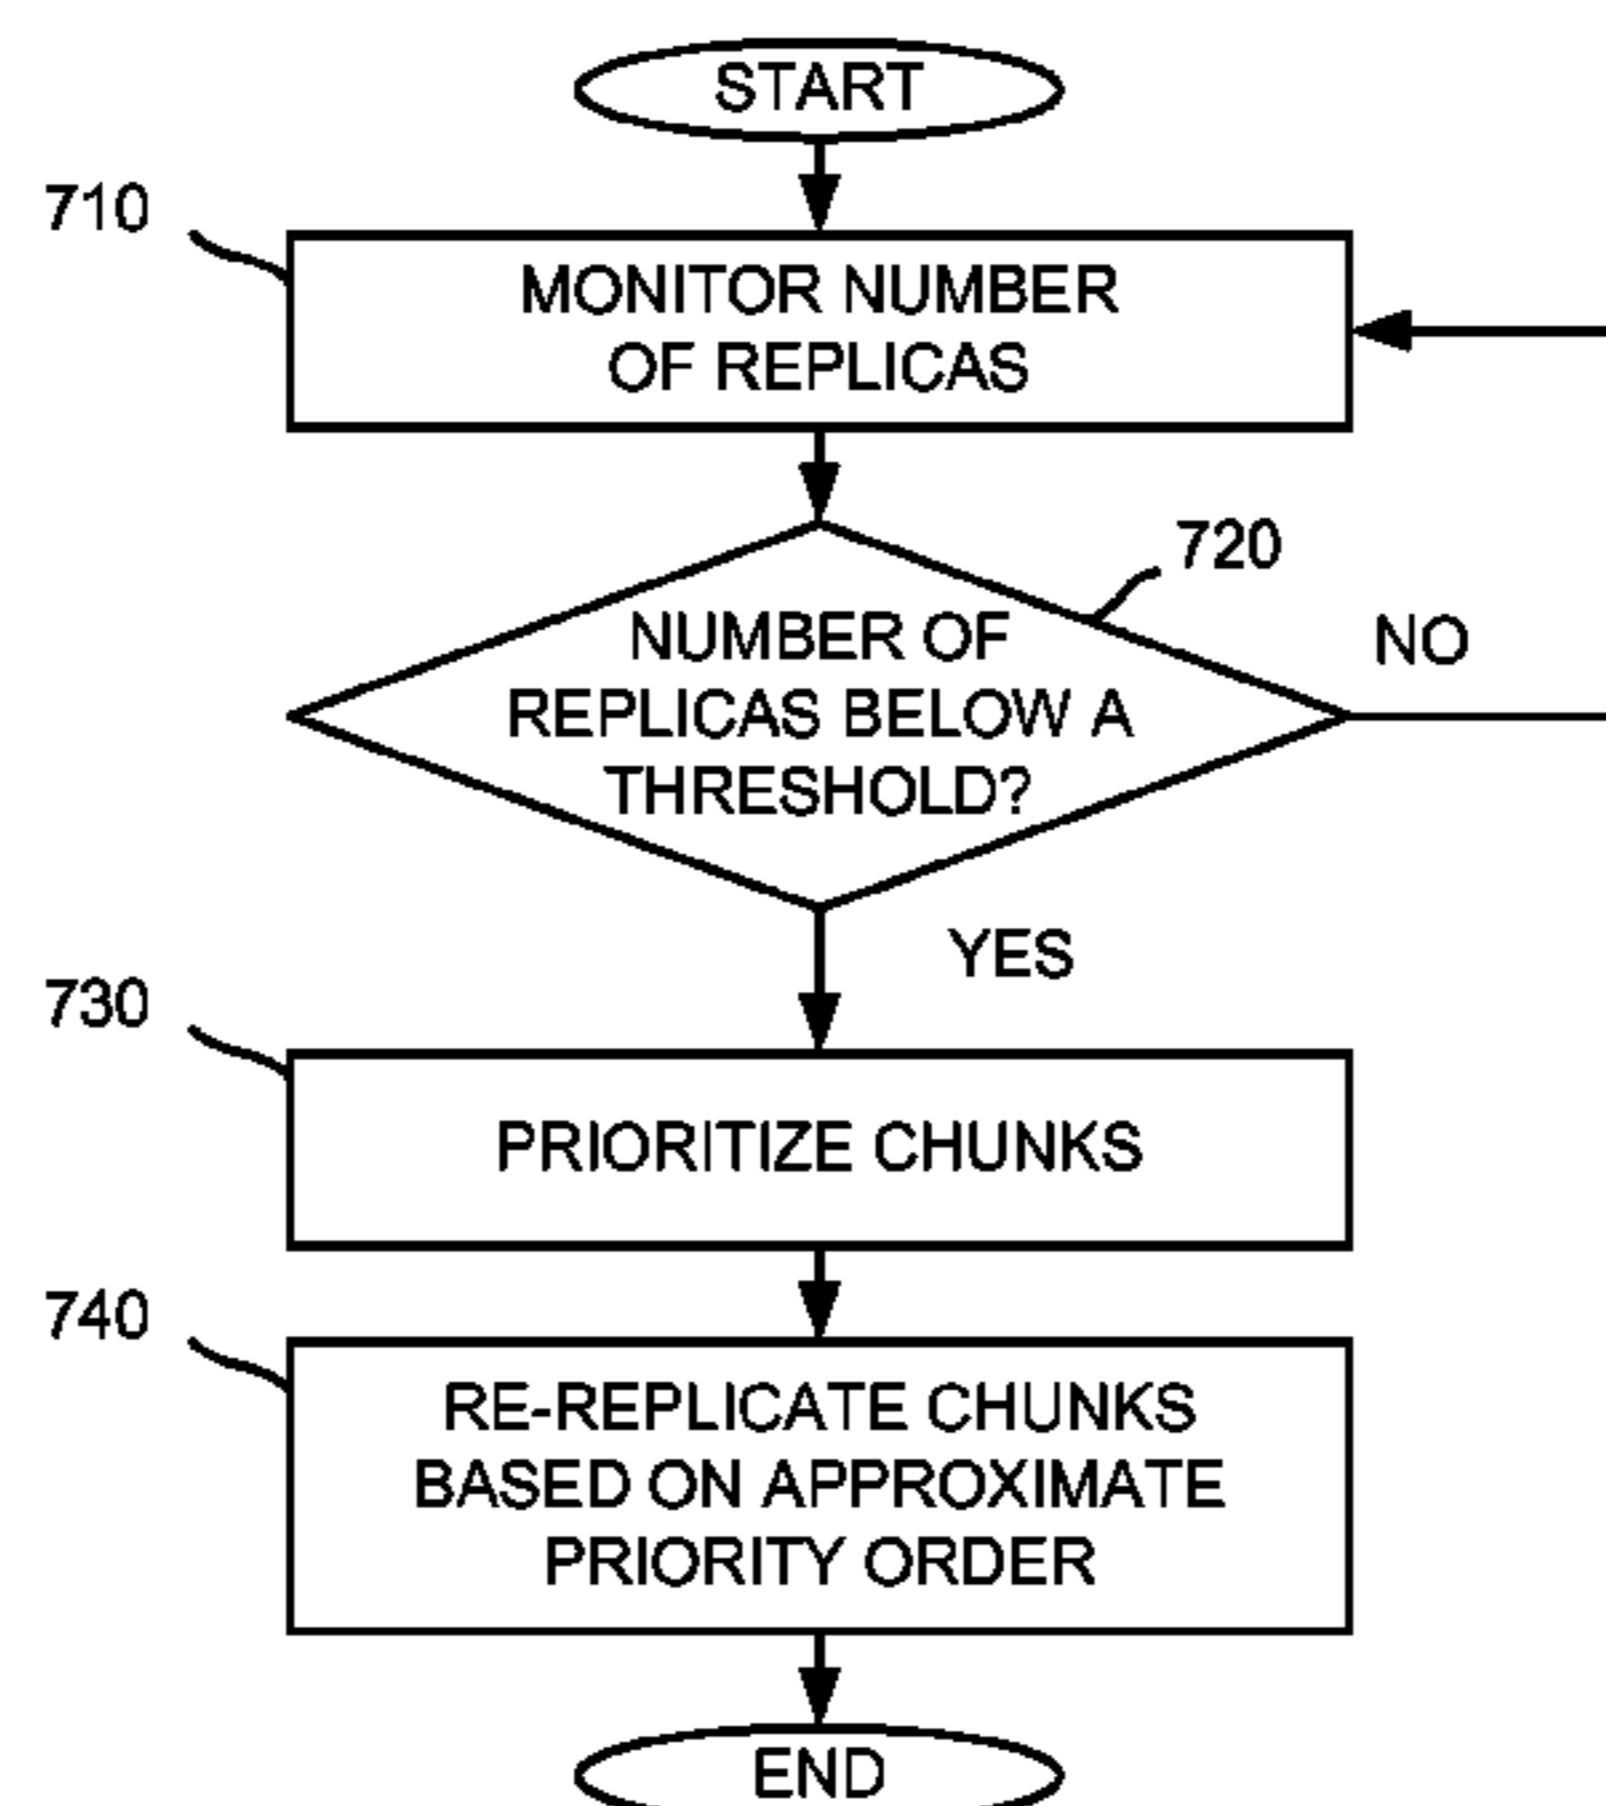 START
710
MONITOR NUMBER
OF REPLICAS
720
NUMBER OF
REPLICAS BELOW A
THRESHOLD?
NO
YES
730
PRIORITIZE CHUNKS
740
RE-REPLICATE CHUNKS
BASED ON APPROXIMATE
PRIORITY ORDER
END